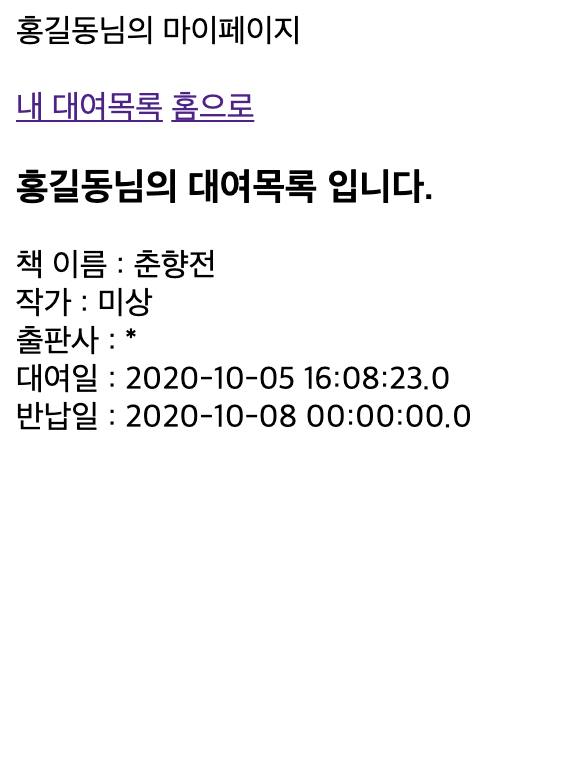 홍길동님의 마이페이지
내 대여목록 홈으로
홍길동님의 대여목록 입니다.
책 이름 : 춘향전
작가 : 미상
출판사 : *
대여일 : 2020-10-05 16:08:23.0
반납일 : 2020-10-08 00:00:00.0